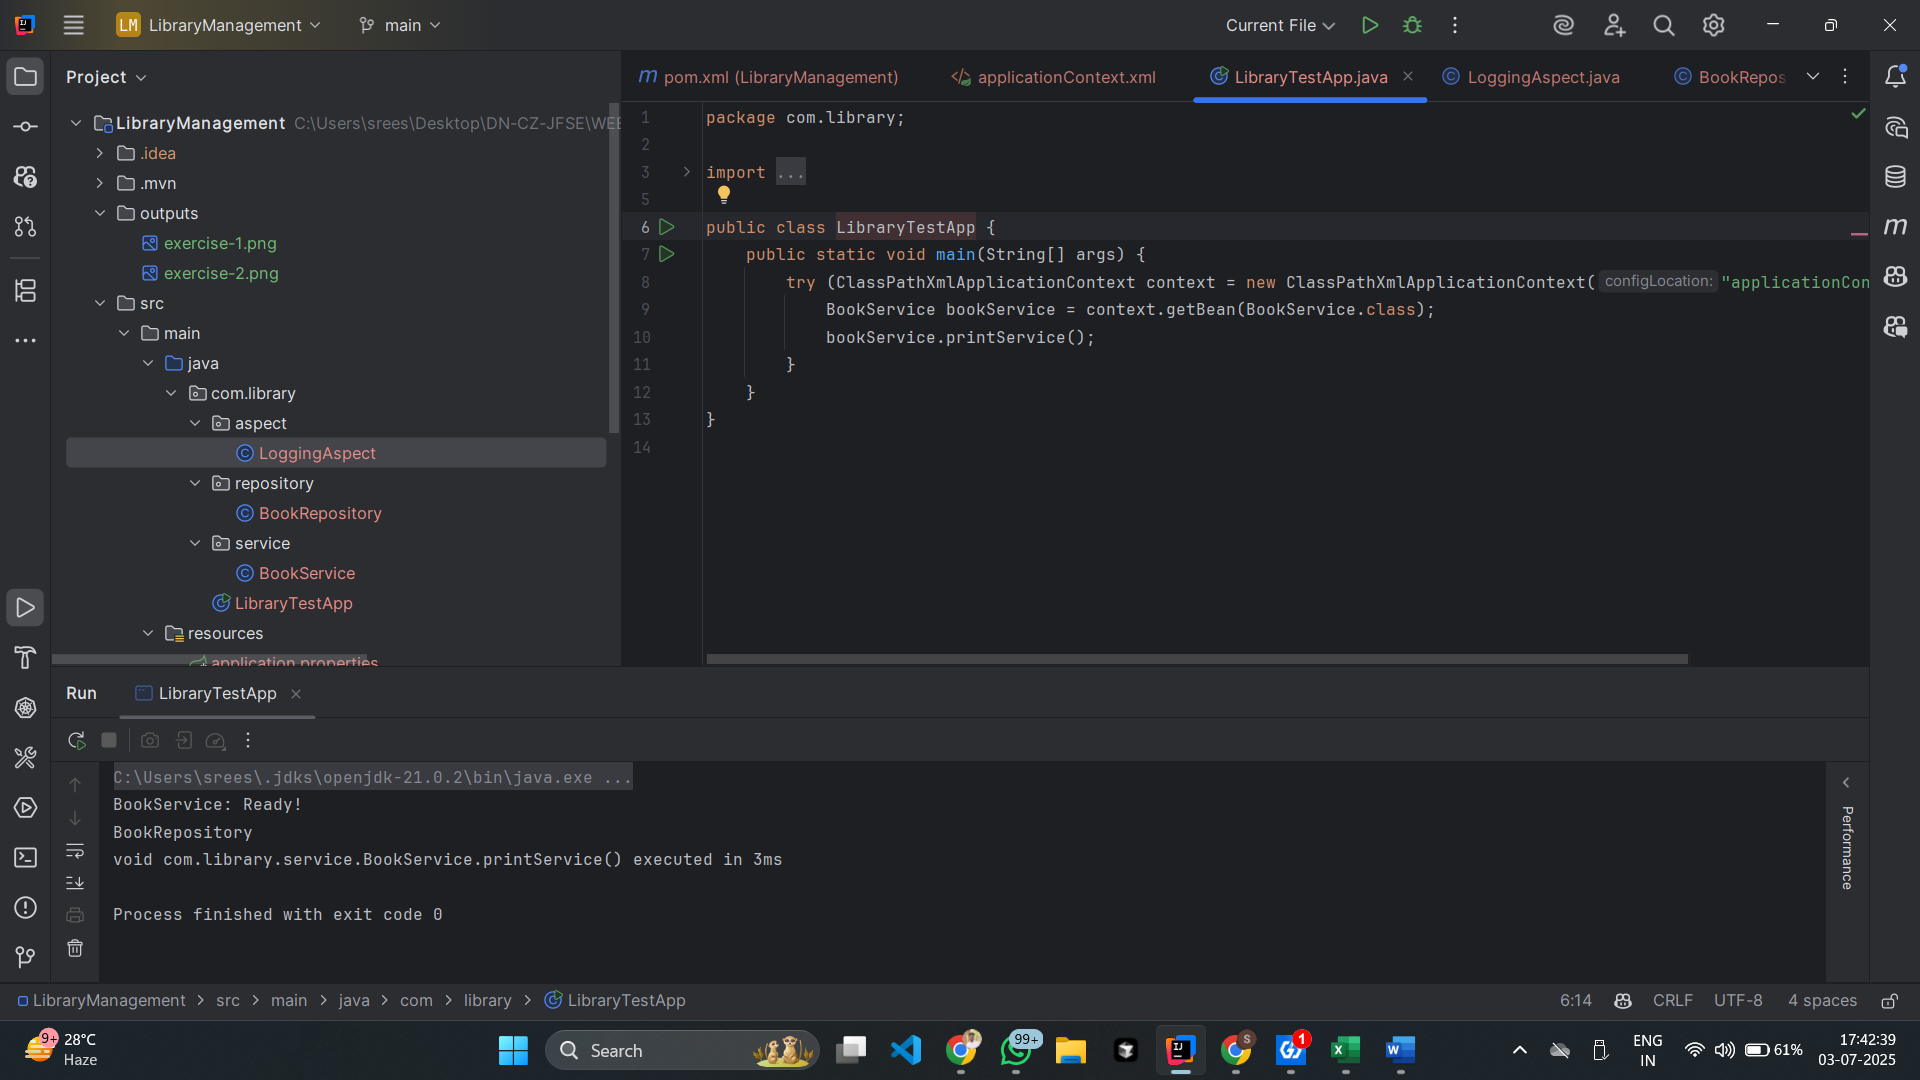 LM LibraryManagement main
Current File
Project
pom.xml (LibraryManagement)
applicationContext.xml
LibraryTestApp.java
LoggingAspect.java
BookRepos
LibraryManagement C:\Users\srees\Desktop\DN-CZ-JFSE\WEE
.idea
.mvn
outputs
exercise-1.png
exercise-2.png
src
main
java
com.library
aspect
LoggingAspect
repository
BookRepository
service
BookService
LibraryTestApp
resources
application.properties
1 package com.library;
2
3 import ...
5
6 public class LibraryTestApp {
7 public static void main(String[] args) {
8 try (ClassPathXmlApplicationContext context = new ClassPathXmlApplicationContext( configLocation: "applicationCon
9 BookService bookService = context.getBean(BookService.class);
10 bookService.printService();
11 }
12 }
13 }
14
Run LibraryTestApp
C:\Users\srees\.jdks\openjdk-21.0.2\bin\java.exe ...
BookService: Ready!
BookRepository
void com.library.service.BookService.printService() executed in 3ms
Process finished with exit code 0
Performance
LibraryManagement > src > main > java > com > library > LibraryTestApp
6:14 CRLF UTF-8 4 spaces
9+ 28°C
Haze
Search
99+
S
1
ENG
IN
61%
17:42:39
03-07-2025